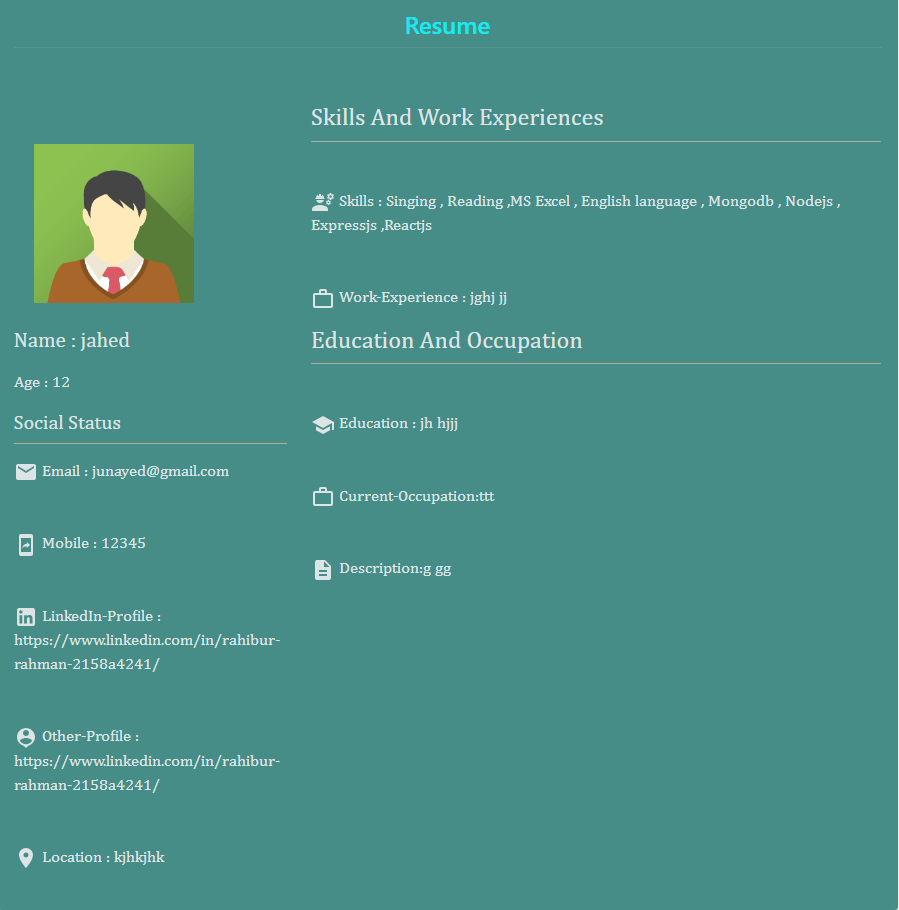 Resume
Name : jahed
Age : 12
Social Status
Email : junayed@gmail.com
Mobile : 12345
LinkedIn-Profile :
https://www.linkedin.com/in/rahibur-
rahman-2158a4241/
Other-Profile :
https://www.linkedin.com/in/rahibur-
rahman-2158a4241/
Location : kjhkjhk
Skills And Work Experiences
Skills : Singing , Reading ,MS Excel , English language , Mongodb , Nodejs ,
Expressjs ,Reactjs
Work-Experience : jghj jj
Education And Occupation
Education : jh hjjj
Current-Occupation:ttt
Description:g gg